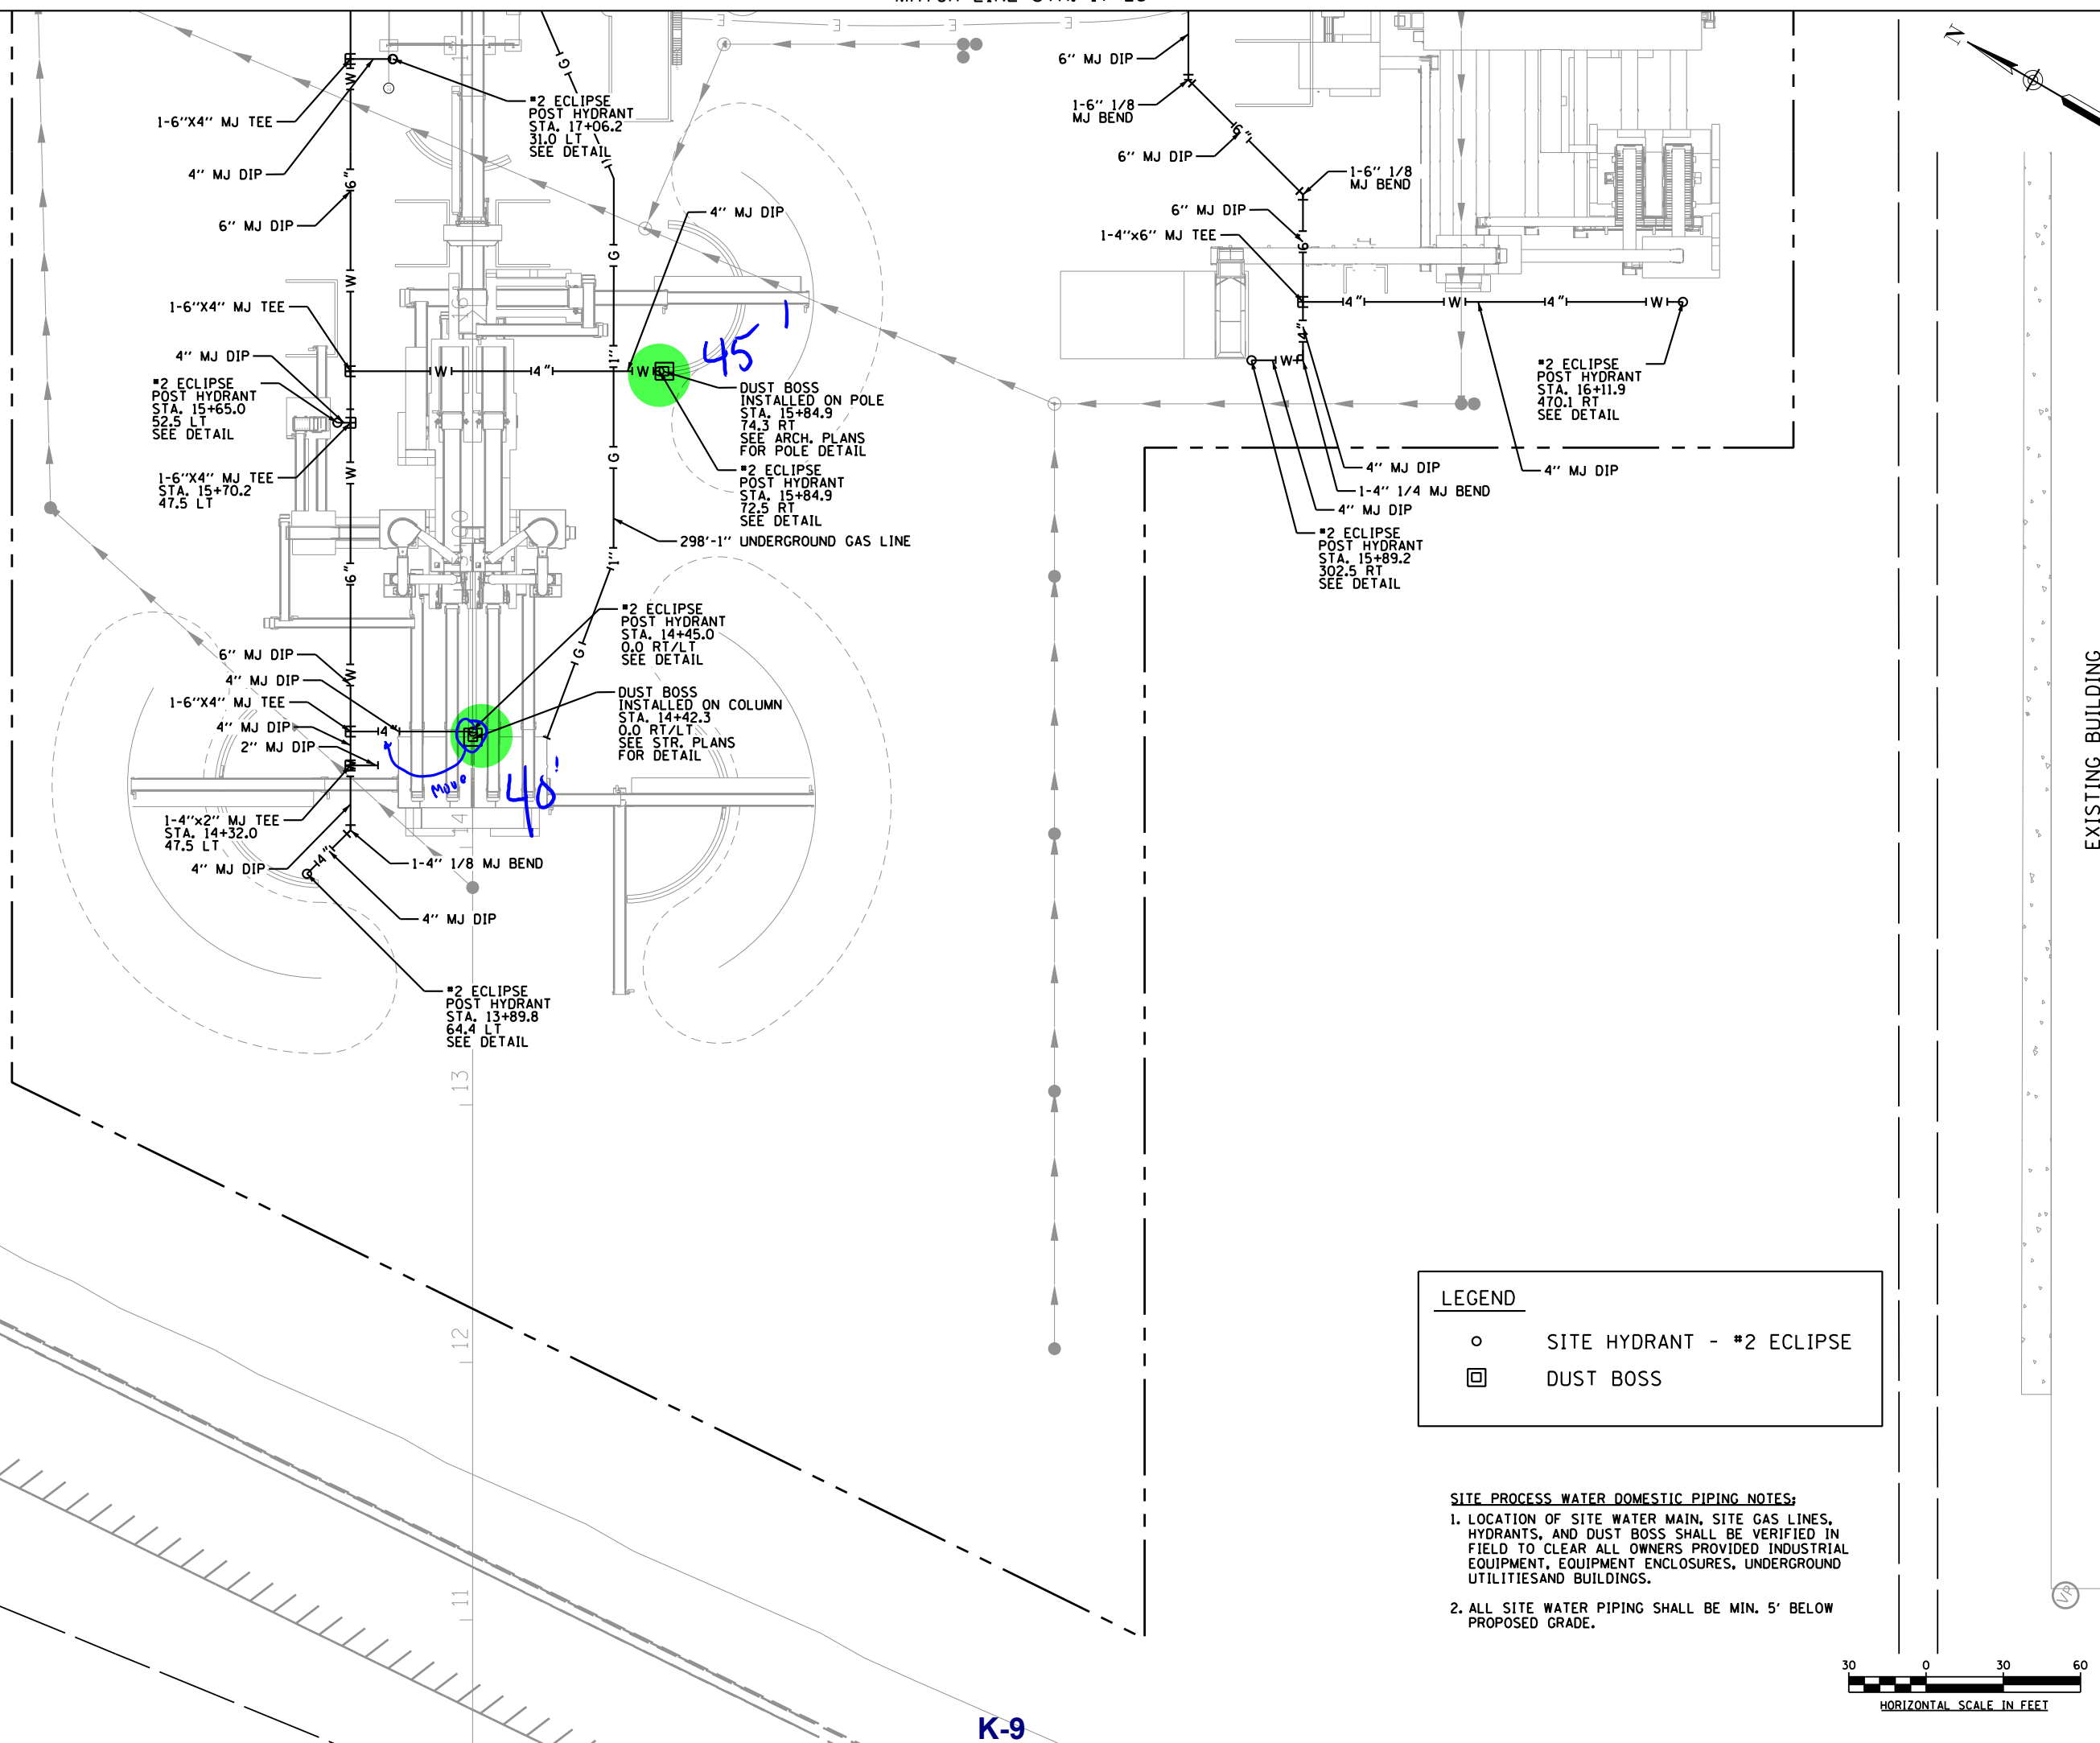 #2 ECLIPSE
POST HYDRANT
STA. 17+06.2
31.0 LT
SEE DETAIL
1-6"X4" MJ TEE
4" MJ DIP
6" MJ DIP
1-6"X4" MJ TEE
4" MJ DIP
#2 ECLIPSE
POST HYDRANT
STA. 15+65.0
52.5 LT
SEE DETAIL
1-6"X4" MJ TEE
STA. 15+70.2
47.5 LT
4" MJ DIP
45'
DUST BOSS
INSTALLED ON POLE
STA. 15+84.9
74.3 RT
SEE ARCH. PLANS
FOR POLE DETAIL
#2 ECLIPSE
POST HYDRANT
STA. 15+84.9
72.5 RT
SEE DETAIL
298'-1" UNDERGROUND GAS LINE
#2 ECLIPSE
POST HYDRANT
STA. 14+45.0
0.0 RT/LT
SEE DETAIL
DUST BOSS
INSTALLED ON COLUMN
STA. 14+42.3
0.0 RT/LT
SEE STR. PLANS
FOR DETAIL
6" MJ DIP
4" MJ DIP
1-6"X4" MJ TEE
4" MJ DIP
2" MJ DIP
MOVE
40'
1-4"x2" MJ TEE
STA. 14+32.0
47.5 LT
4" MJ DIP
1-4" 1/8 MJ BEND
4" MJ DIP
#2 ECLIPSE
POST HYDRANT
STA. 13+89.8
64.4 LT
SEE DETAIL
6" MJ DIP
1-6" 1/8
MJ BEND
6" MJ DIP
1-6" 1/8
MJ BEND
6" MJ DIP
1-4"x6" MJ TEE
4" W 4" W
#2 ECLIPSE
POST HYDRANT
STA. 16+11.9
470.1 RT
SEE DETAIL
4" MJ DIP
4" MJ DIP
1-4" 1/4 MJ BEND
4" MJ DIP
#2 ECLIPSE
POST HYDRANT
STA. 15+89.2
302.5 RT
SEE DETAIL
N
EXISTING BUILDING
14
13
12
11
LEGEND
SITE HYDRANT - #2 ECLIPSE
DUST BOSS
SITE PROCESS WATER DOMESTIC PIPING NOTES:
1. LOCATION OF SITE WATER MAIN, SITE GAS LINES,
HYDRANTS, AND DUST BOSS SHALL BE VERIFIED IN
FIELD TO CLEAR ALL OWNERS PROVIDED INDUSTRIAL
EQUIPMENT, EQUIPMENT ENCLOSURES, UNDERGROUND
UTILITIESAND BUILDINGS.
2. ALL SITE WATER PIPING SHALL BE MIN. 5' BELOW
PROPOSED GRADE.
VP
30 0 30 60
HORIZONTAL SCALE IN FEET
K-9